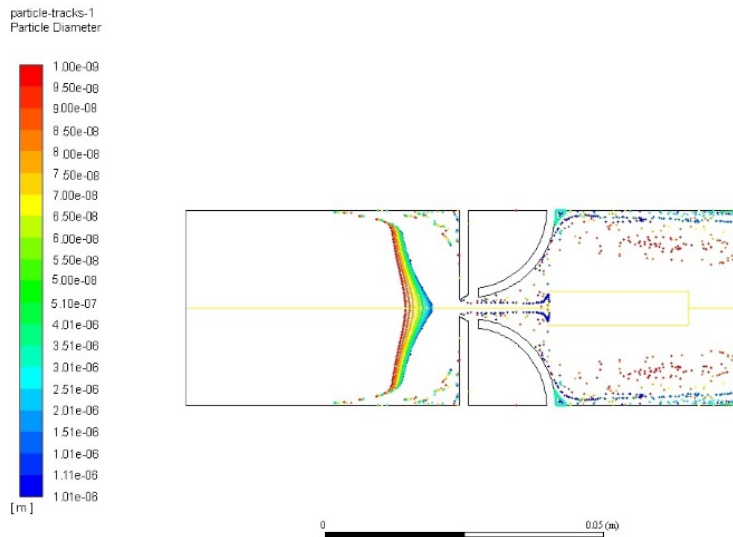 particle-tracks-1
Particle Diameter
1.00e-09
9.50e-08
9.00e-08
8.50e-08
8.00e-08
7.50e-08
7.00e-08
6.50e-08
6.00e-08
5.50e-08
5.00e-08
5.10e-07
4.01e-06
3.51e-06
3.01e-06
2.51e-06
2.01e-06
1.51e-06
1.01e-06
1.11e-06
1.01e-06
[ m ]
0
0.05 (m)